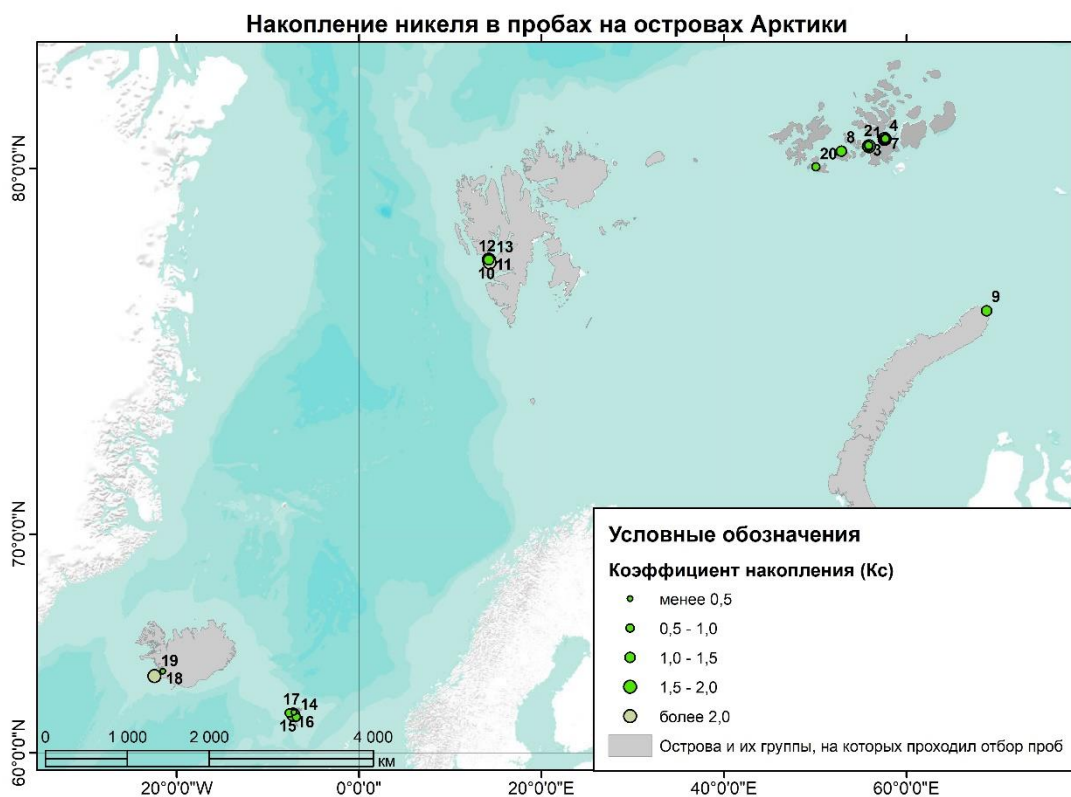 Накопление никеля в пробах на островах Арктики
80°0'0"N
70°0'0"N
60°0'0"N
21 4
8
20 3 7
12 13
11
10
9
19
18
17 14
15 16
0 1 000 2 000 4 000
км
Условные обозначения
Коэффициент накопления (Кс)
менее 0,5
0,5 - 1,0
1,0 - 1,5
1,5 - 2,0
более 2,0
Острова и их группы, на которых проходил отбор проб
20°0'0"W 0°0'0" 20°0'0"E 40°0'0"E 60°0'0"E